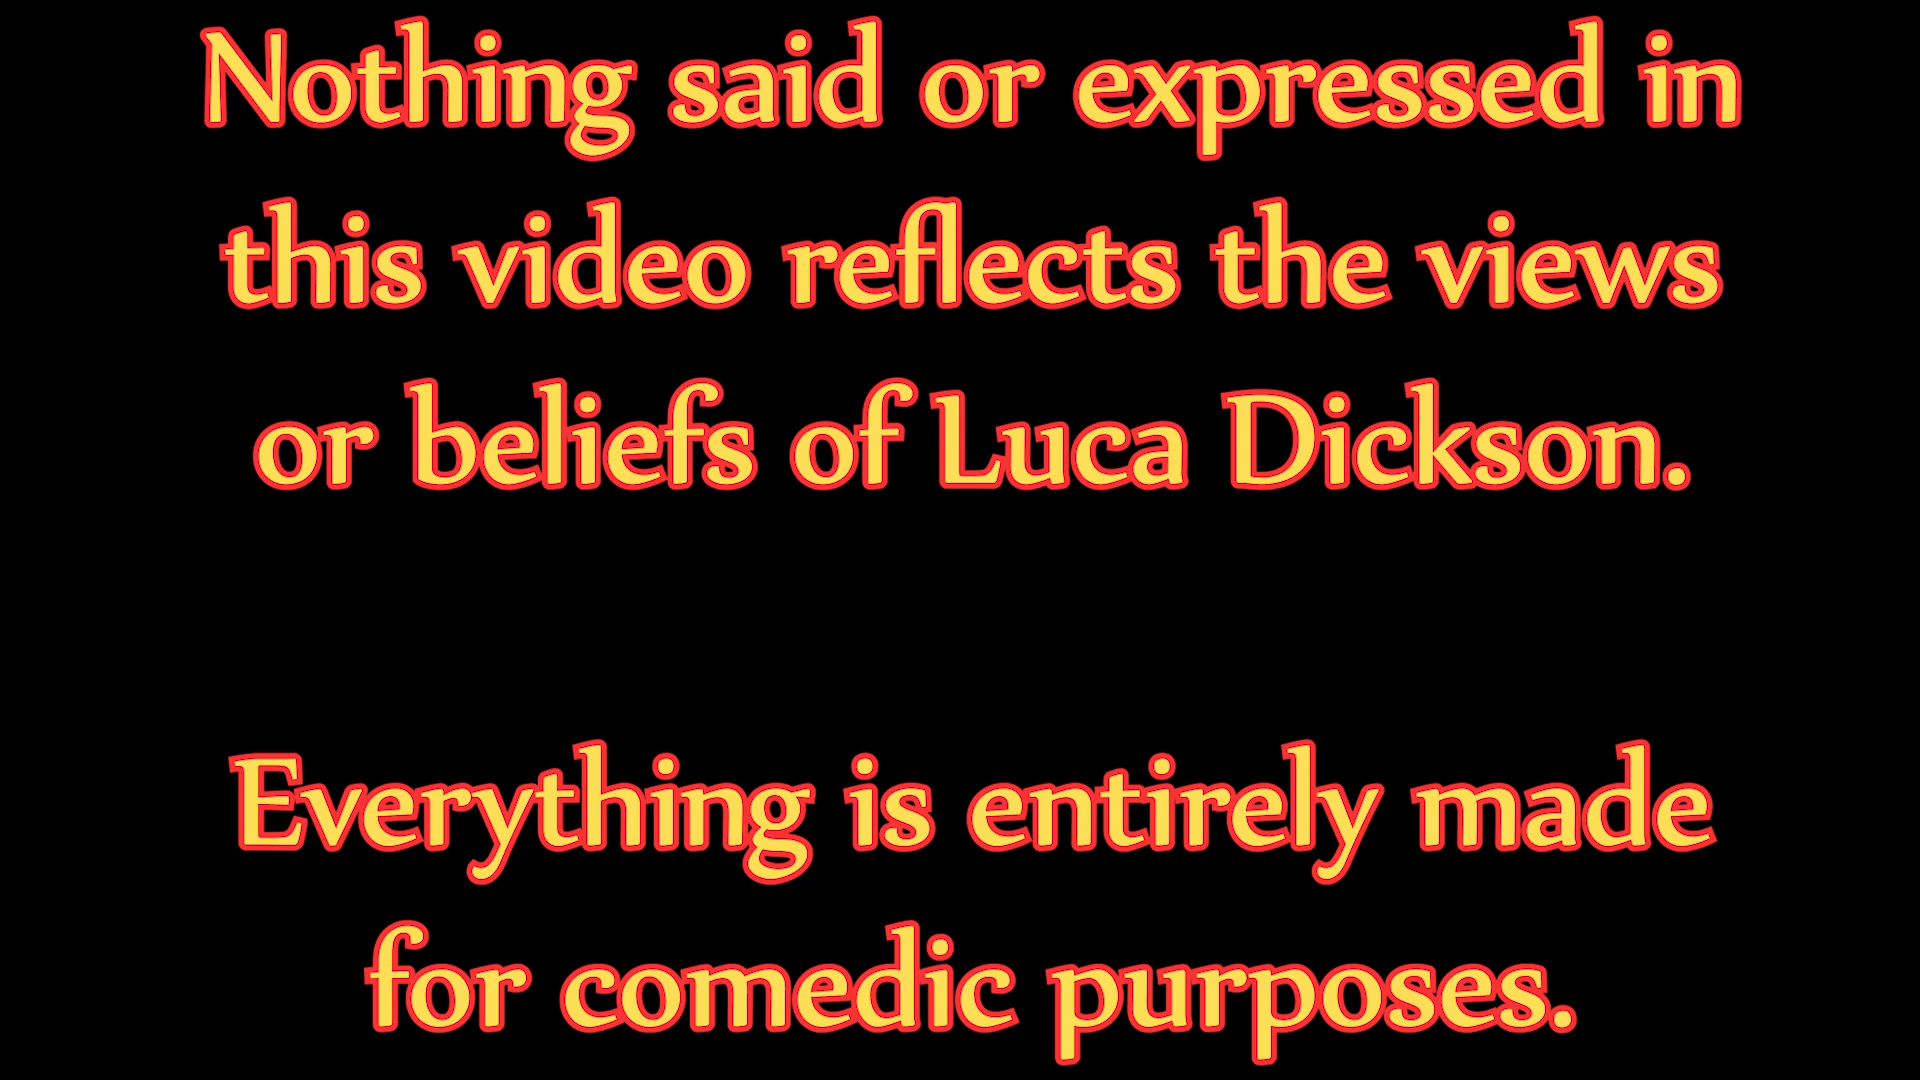 Nothing said or expressed in
this video reflects the views
or beliefs of Luca Dickson.
Everything is entirely made
for comedic purposes.